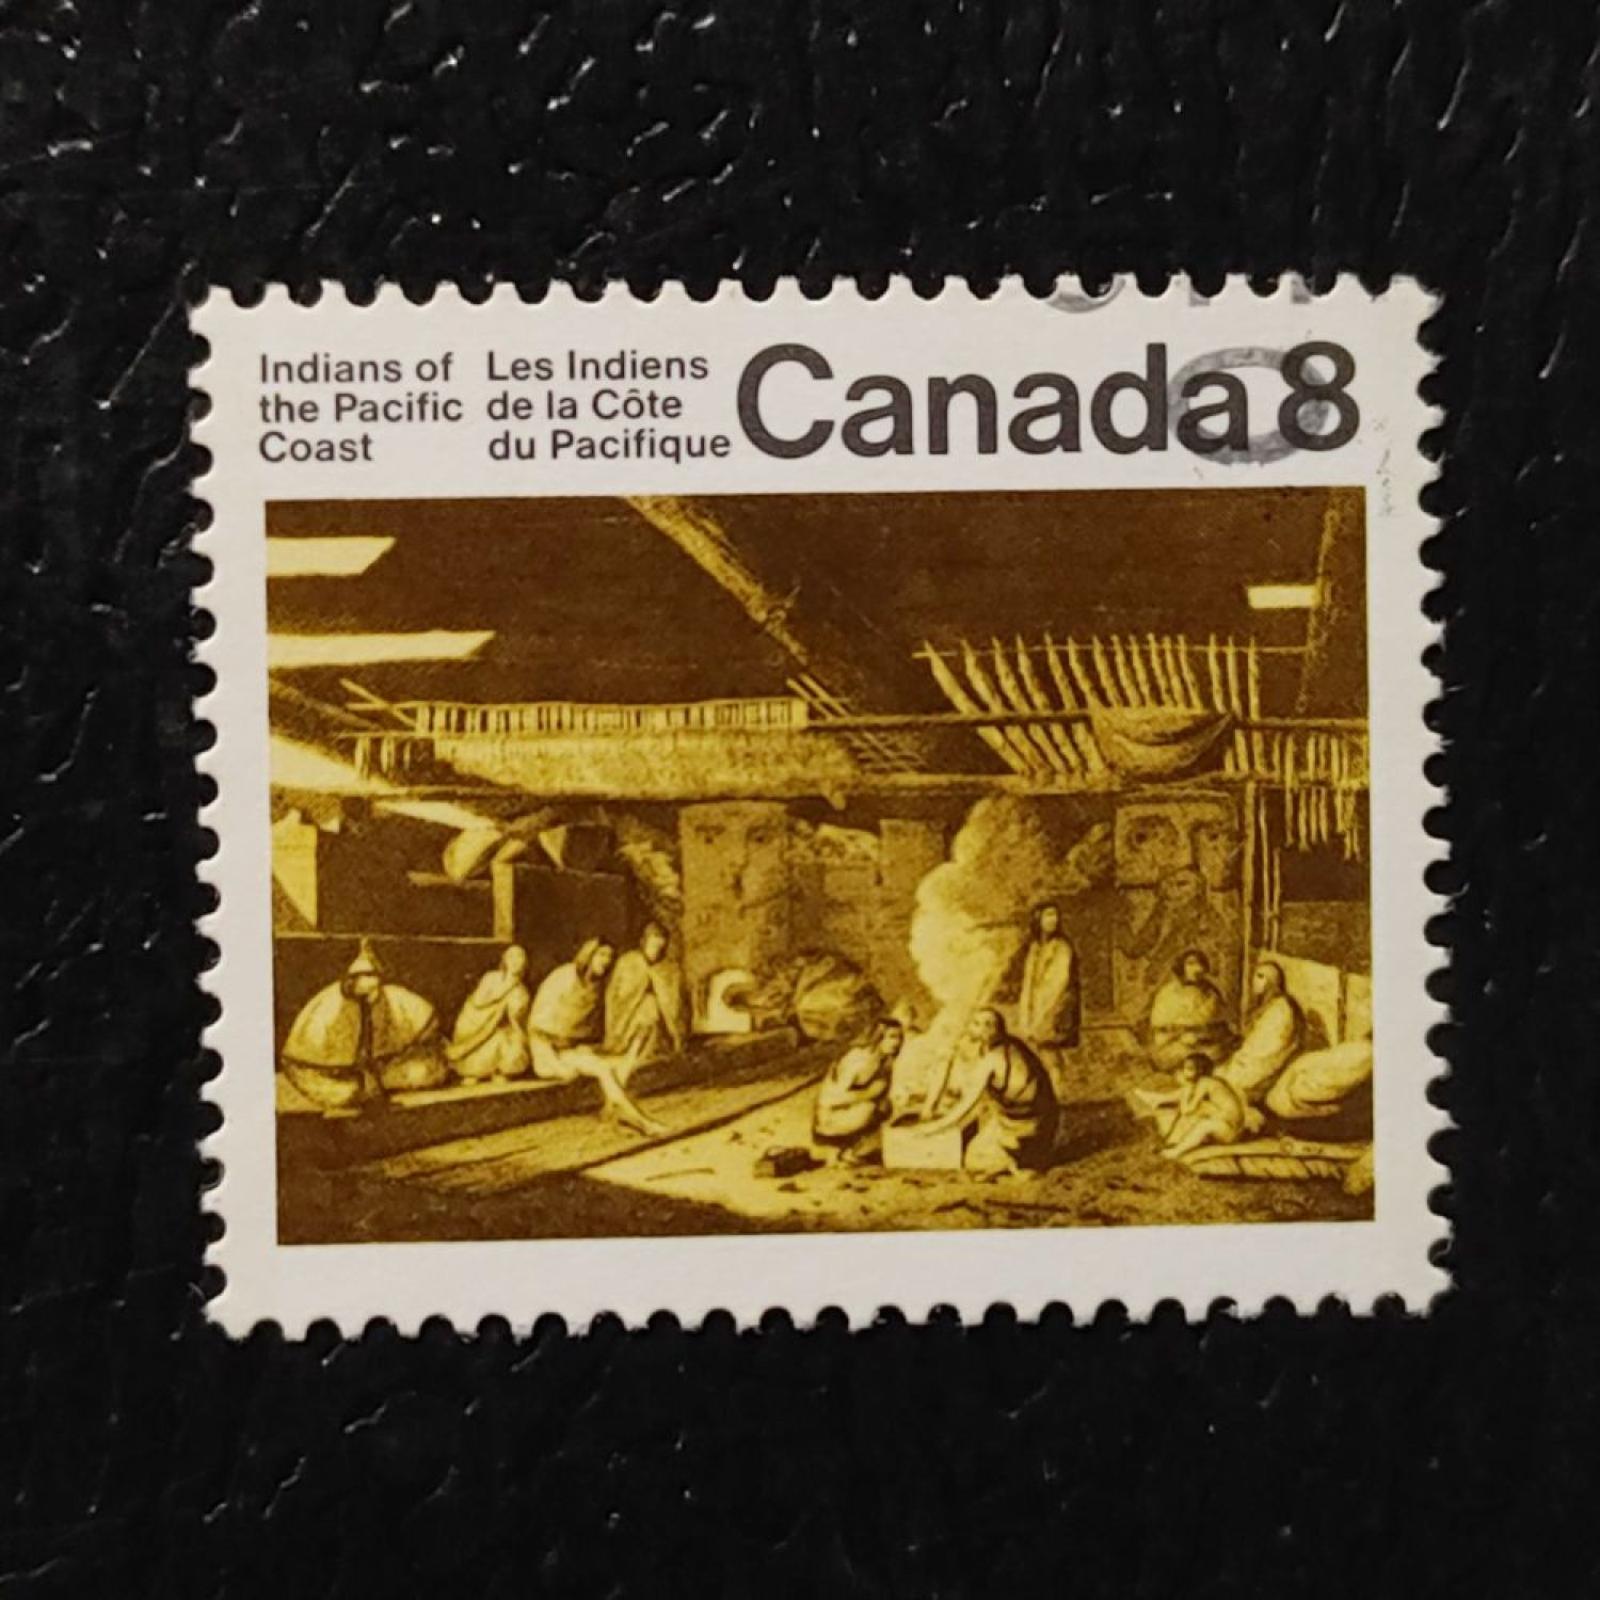 Indians of
the Pacific
Coast
Les Indiens
de la Côte
du Pacifique
Canada 8